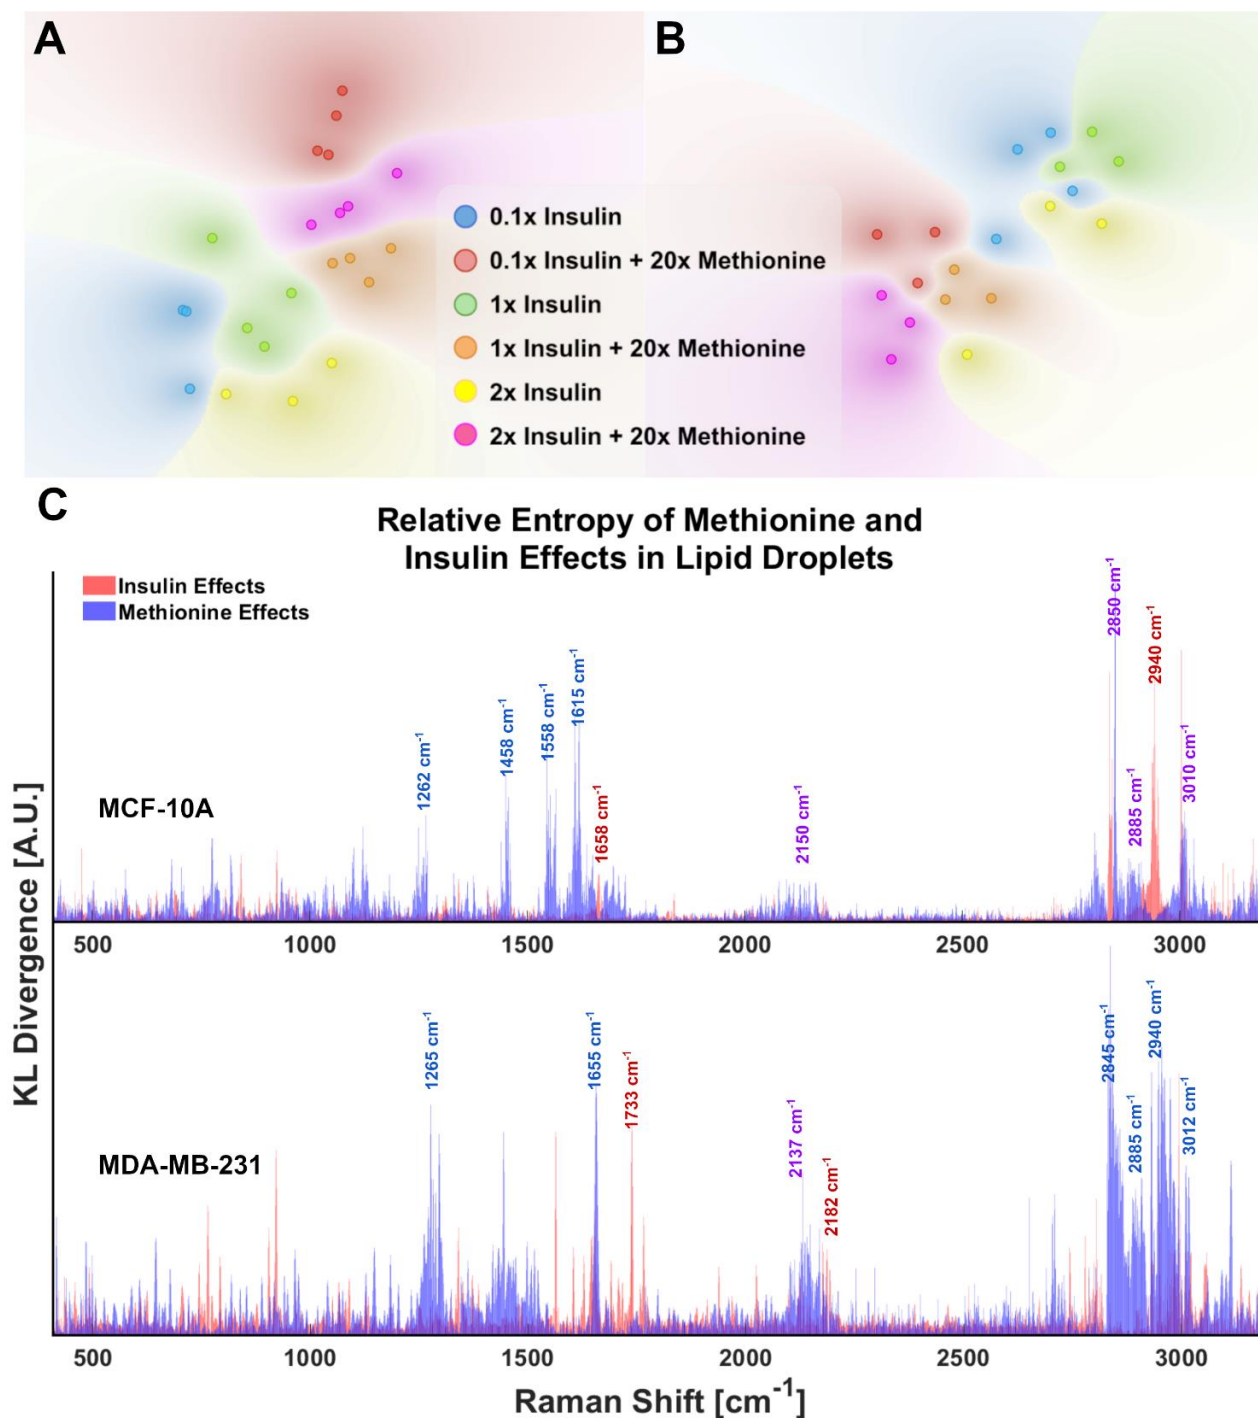 A
B
0.1x Insulin
0.1x Insulin + 20x Methionine
1x Insulin
1x Insulin + 20x Methionine
2x Insulin
2x Insulin + 20x Methionine
C
Relative Entropy of Methionine and
Insulin Effects in Lipid Droplets
Insulin Effects
Methionine Effects
KL Divergence [A.U.]
MCF-10A
1262 cm⁻¹
1458 cm⁻¹
1558 cm⁻¹
1615 cm⁻¹
1658 cm⁻¹
2150 cm⁻¹
2850 cm⁻¹
2885 cm⁻¹
2940 cm⁻¹
3010 cm⁻¹
500 1000 1500 2000 2500 3000
MDA-MB-231
1265 cm⁻¹
1655 cm⁻¹
1733 cm⁻¹
2137 cm⁻¹
2182 cm⁻¹
2845 cm⁻¹
2885 cm⁻¹
2940 cm⁻¹
3012 cm⁻¹
500 1000 1500 2000 2500 3000
Raman Shift [cm⁻¹]